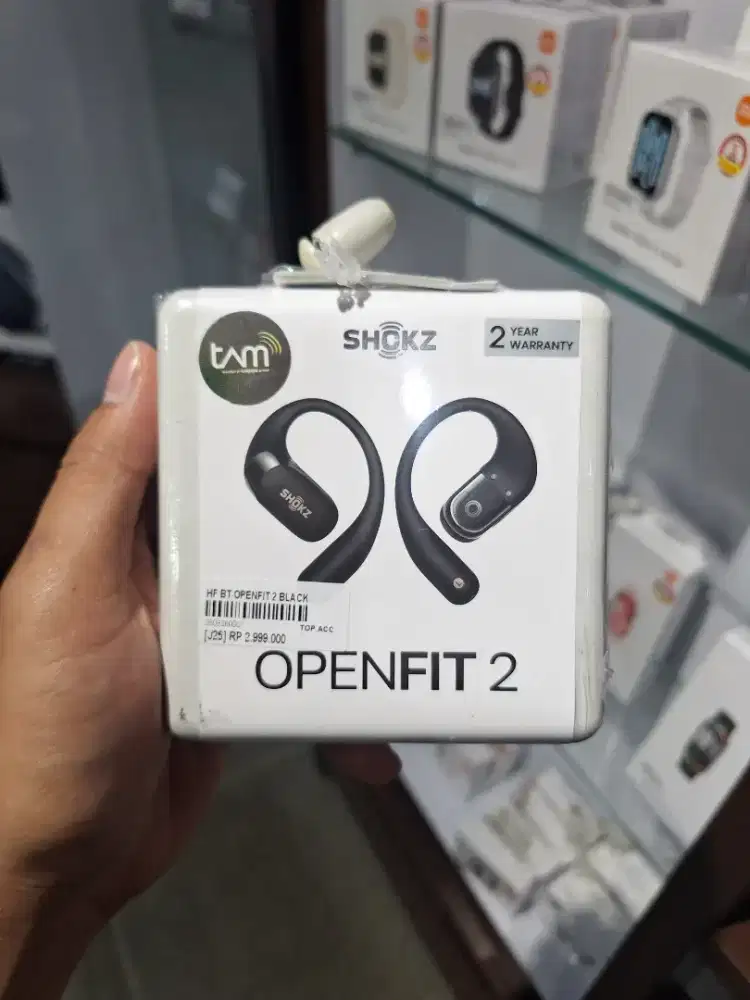 tam
SHOKZ
2 YEAR
WARRANTY
SHOKZ
HF BT OPENFIT 2 BLACK
TOP.ACC
[J25] RP 2.999.000
OPENFIT 2